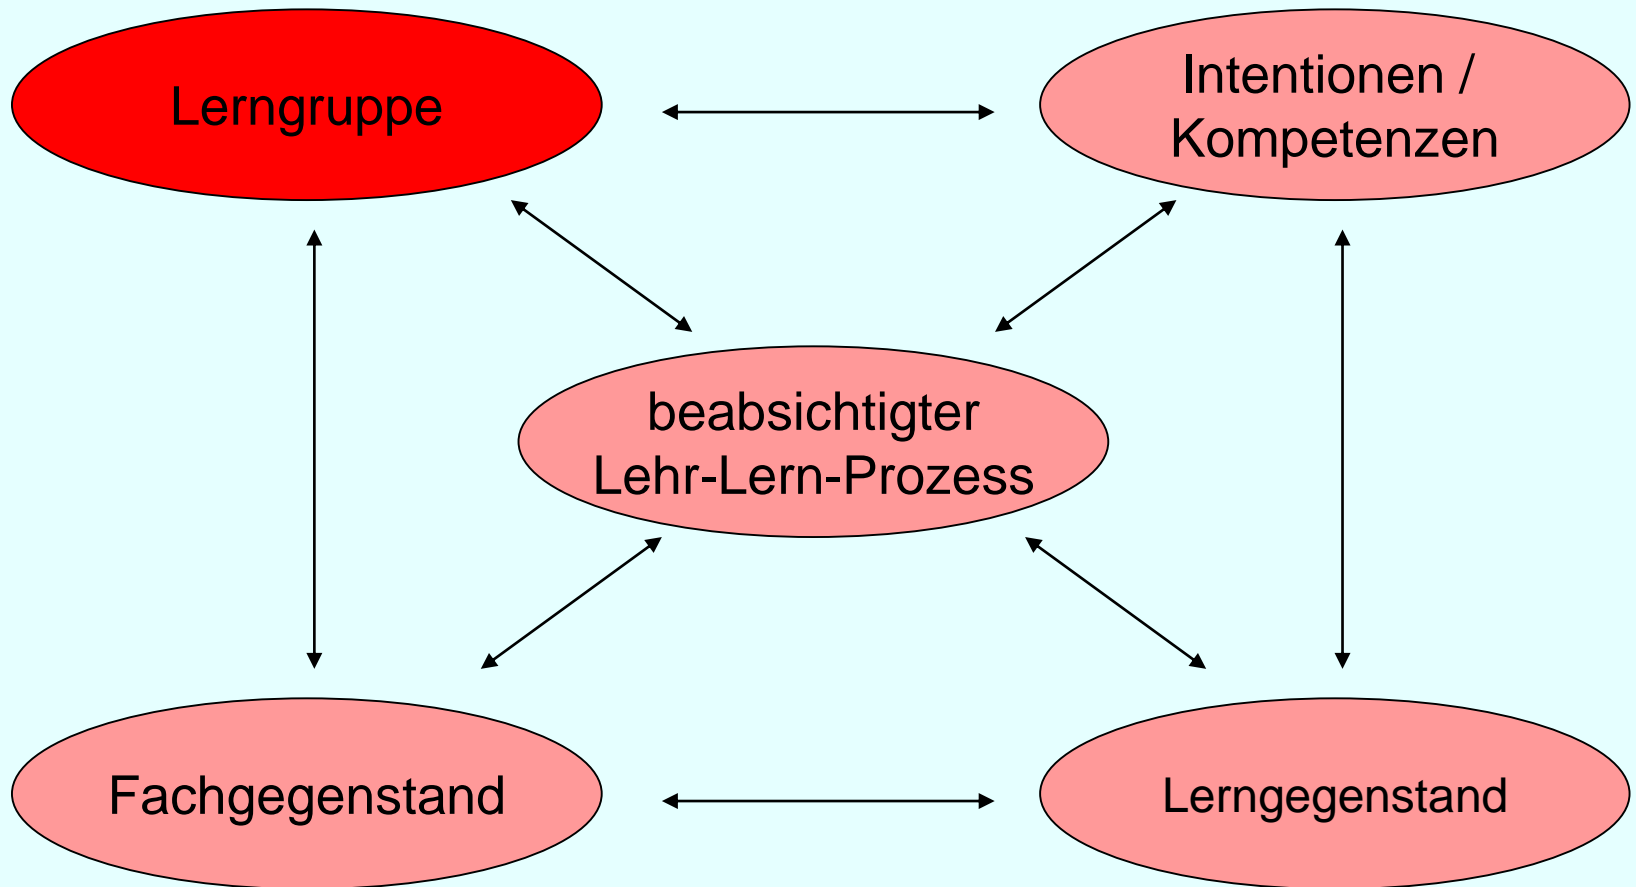 Lerngruppe
Intentionen /
Kompetenzen
beabsichtigter
Lehr-Lern-Prozess
Fachgegenstand
Lerngegenstand